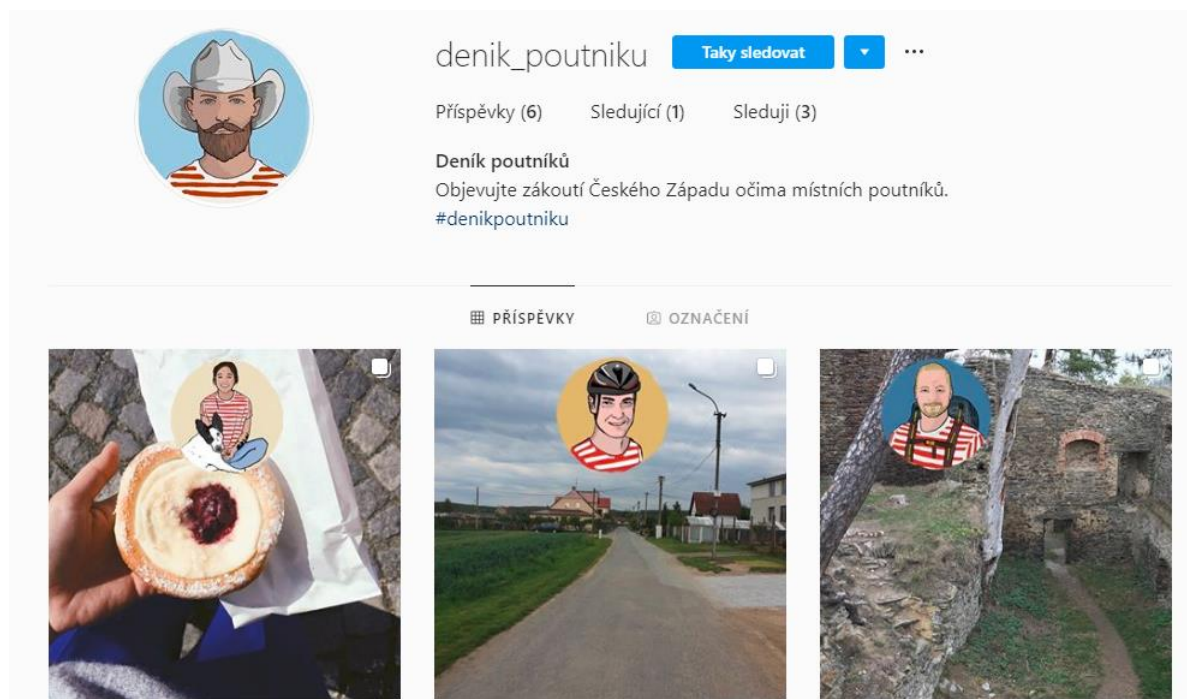 denik_poutniku Taky sledovat
Příspěvky (6) Sledující (1) Sleduji (3)
Deník poutníků
Objevujte zákoutí Českého Západu očima místních poutníků.
#denikpoutniku
PŘÍSPĚVKY OZNAČENÍ